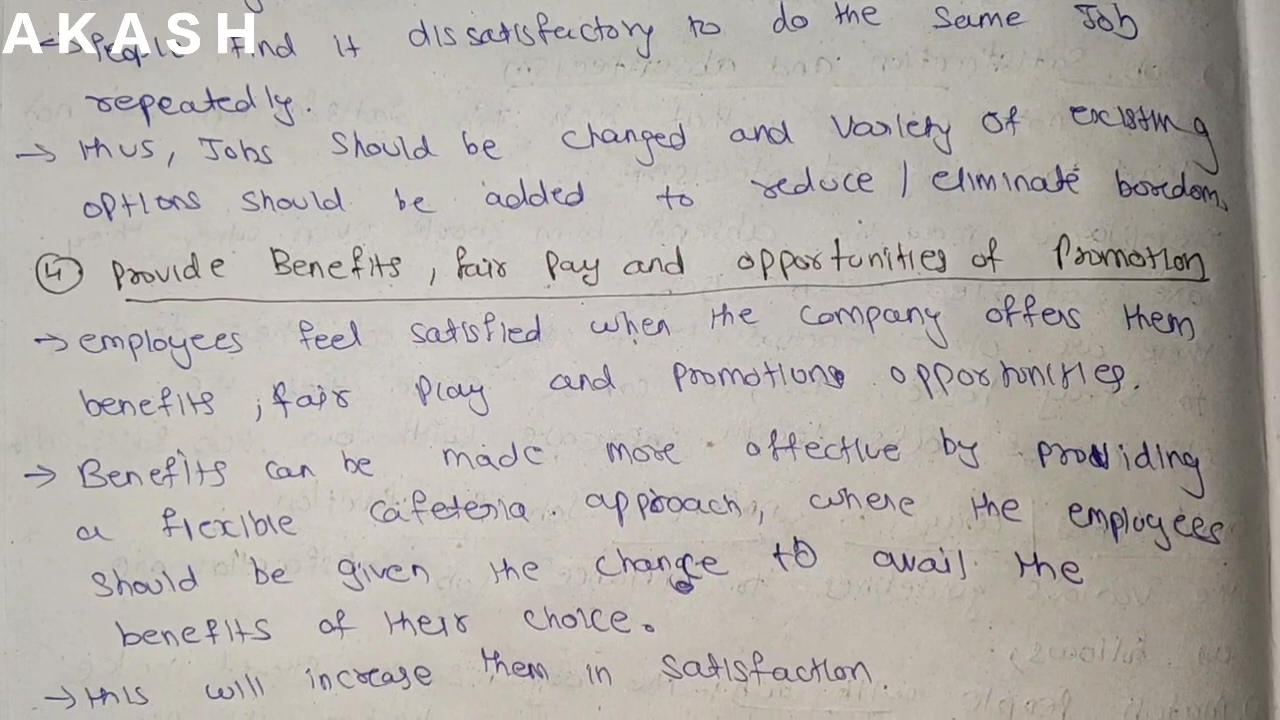 AKASH
→ People find it dissatisfactory to do the same Job
repeatedly.
→ thus, Jobs should be changed and variety of existing
options should be added to reduce / eliminate boredom.
④ Provide Benefits, fair Pay and opportunities of Promotion
→ employees feel satisfied when the company offers them
benefits, fair play and promotions opportunities.
→ Benefits can be made more effective by providing
a flexible cafeteria approach, where the employees
should be given the change to avail the
benefits of their choice.
→ this will increase them in satisfaction.